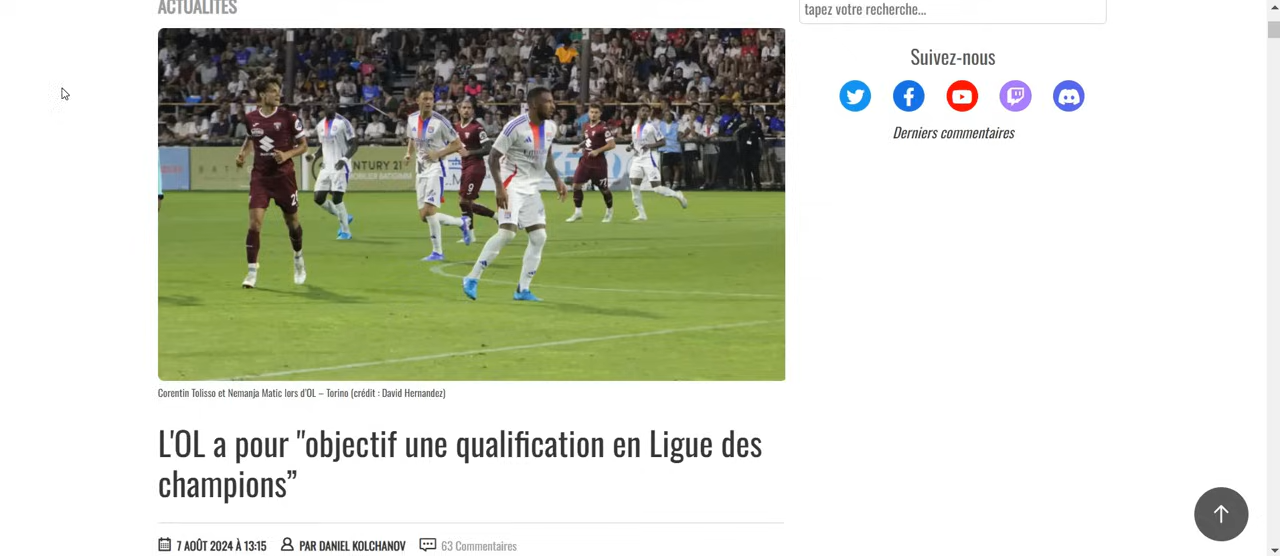 ACTUALITÉS
tapez votre recherche...
Suivez-nous
Derniers commentaires
CENTURY 21
Corentin Tolisso et Nemanja Matic lors d'OL – Torino (crédit : David Hernandez)
L'OL a pour "objectif une qualification en Ligue des
champions”
7 AOÛT 2024 À 13:15 PAR DANIEL KOLCHANOV 63 Commentaires